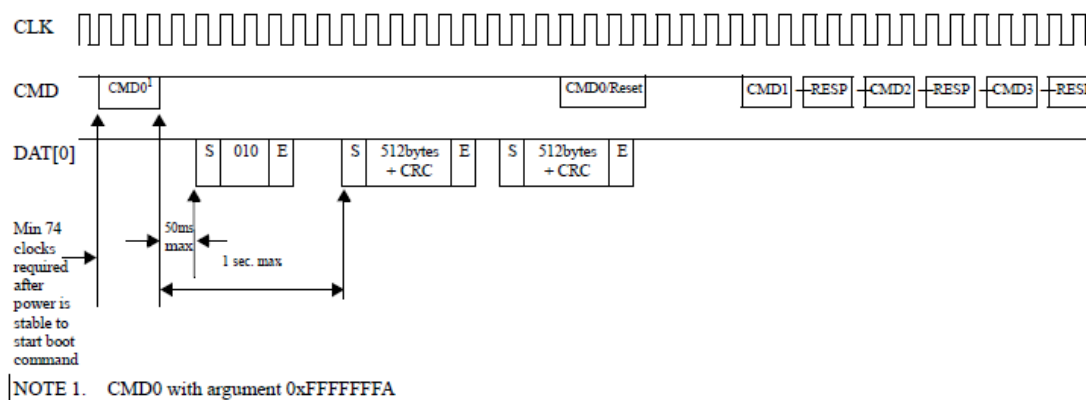 CLK
CMD CMD0¹ CMD0/Reset CMD1 RESP CMD2 RESP CMD3 RESP
DAT[0] S 010 E S 512bytes + CRC E S 512bytes + CRC E
Min 74
clocks
required
after
power is
stable to
start boot
command
50ms
max
1 sec. max
NOTE 1. CMD0 with argument 0xFFFFFFFA